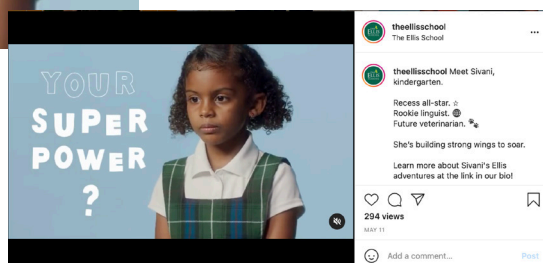 YOUR
SUPER
POWER
?
theellisschool
The Ellis School
theellisschool Meet Sivani,
kindergarten.
Recess all-star. ☆
Rookie linguist. 🌐
Future veterinarian. 🐾
She's building strong wings to soar.
Learn more about Sivani's Ellis
adventures at the link in our bio!
294 views
MAY 11
Add a comment...
Post